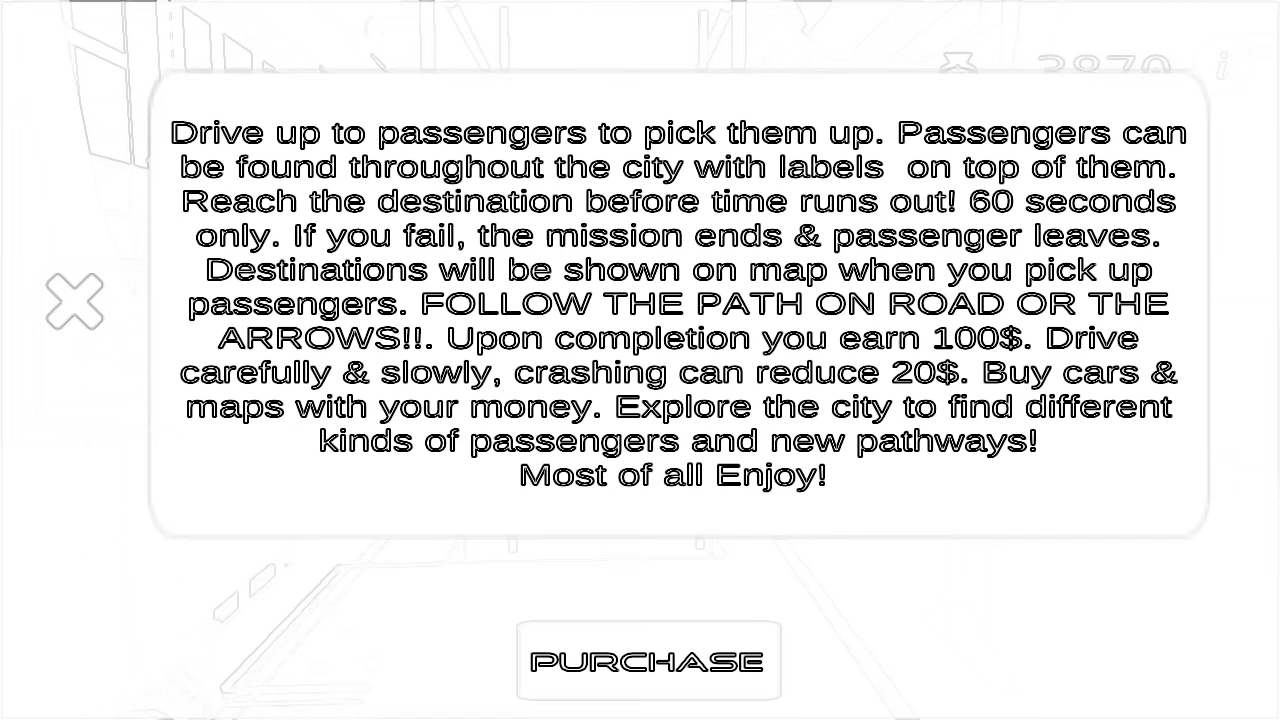 3870
i
Drive up to passengers to pick them up. Passengers can
be found throughout the city with labels  on top of them.
Reach the destination before time runs out! 60 seconds
only. If you fail, the mission ends & passenger leaves.
Destinations will be shown on map when you pick up
passengers. FOLLOW THE PATH ON ROAD OR THE
ARROWS!!. Upon completion you earn 100$. Drive
carefully & slowly, crashing can reduce 20$. Buy cars &
maps with your money. Explore the city to find different
kinds of passengers and new pathways!
Most of all Enjoy!
PURCHASE